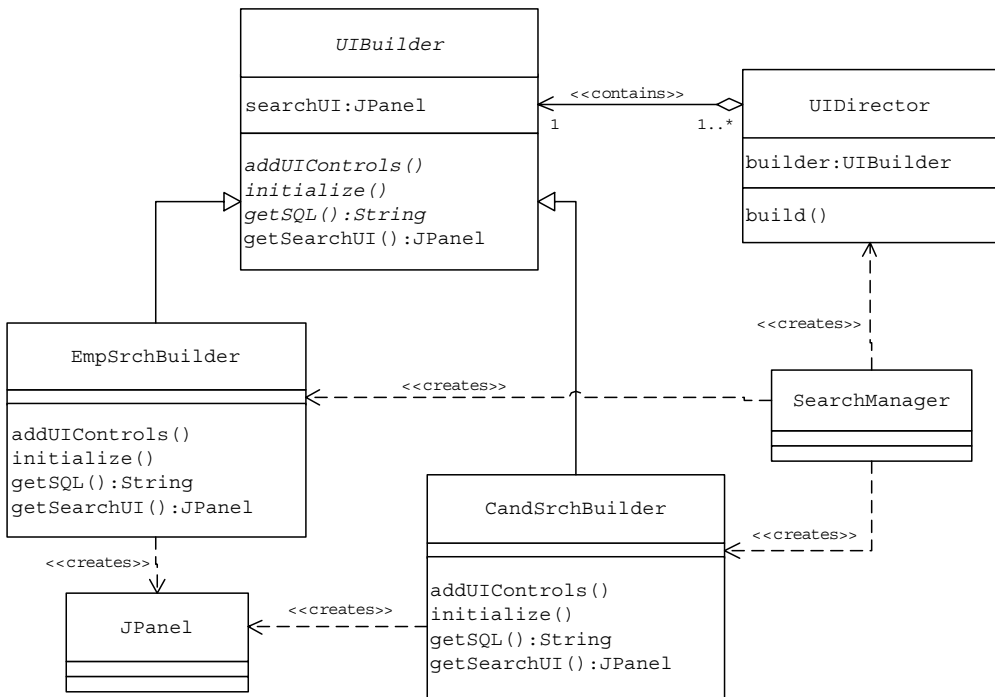 UIBuilder
searchUI:JPanel
addUIControls()
initialize()
getSQL():String
getSearchUI():JPanel
<<contains>>
1
1..*
UIDirector
builder:UIBuilder
build()
<<creates>>
EmpSrchBuilder
addUIControls()
initialize()
getSQL():String
getSearchUI():JPanel
<<creates>>
SearchManager
CandSrchBuilder
addUIControls()
initialize()
getSQL():String
getSearchUI():JPanel
<<creates>>
<<creates>>
<<creates>>
JPanel